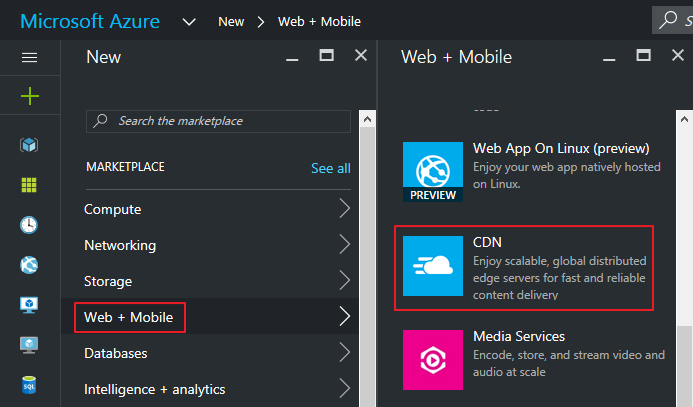 Microsoft Azure
New
Web + Mobile
New
Search the marketplace
MARKETPLACE
See all
Compute
Networking
Storage
Web + Mobile
Databases
Intelligence + analytics
SQL
Web + Mobile
Web App On Linux (preview)
Enjoy your web app natively hosted
on Linux.
PREVIEW
CDN
Enjoy scalable, global distributed
edge servers for fast and reliable
content delivery
Media Services
Encode, store, and stream video and
audio at scale